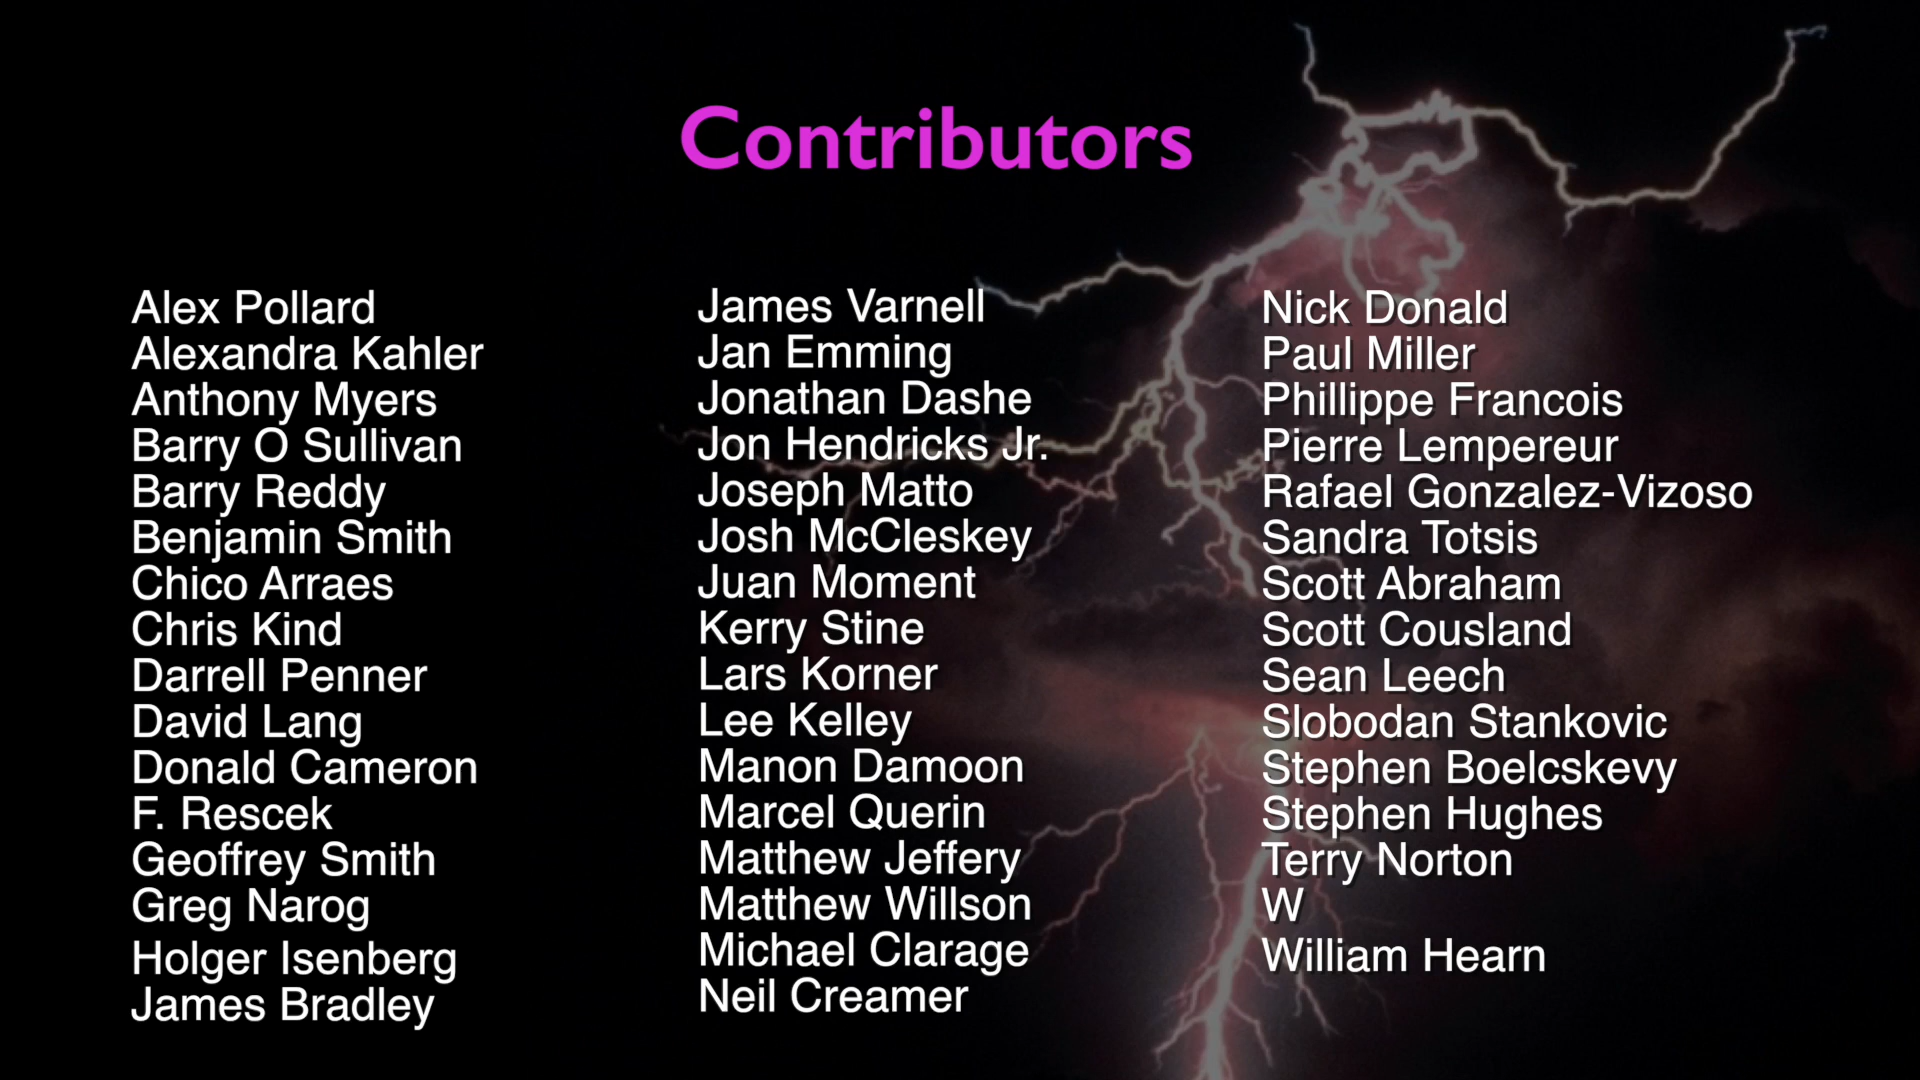 Contributors
Alex Pollard
Alexandra Kahler
Anthony Myers
Barry O Sullivan
Barry Reddy
Benjamin Smith
Chico Arraes
Chris Kind
Darrell Penner
David Lang
Donald Cameron
F. Rescek
Geoffrey Smith
Greg Narog
Holger Isenberg
James Bradley
James Varnell
Jan Emming
Jonathan Dashe
Jon Hendricks Jr.
Joseph Matto
Josh McCleskey
Juan Moment
Kerry Stine
Lars Korner
Lee Kelley
Manon Damoon
Marcel Querin
Matthew Jeffery
Matthew Willson
Michael Clarage
Neil Creamer
Nick Donald
Paul Miller
Phillippe Francois
Pierre Lempereur
Rafael Gonzalez-Vizoso
Sandra Totsis
Scott Abraham
Scott Cousland
Sean Leech
Slobodan Stankovic
Stephen Boelcskevy
Stephen Hughes
Terry Norton
W
William Hearn